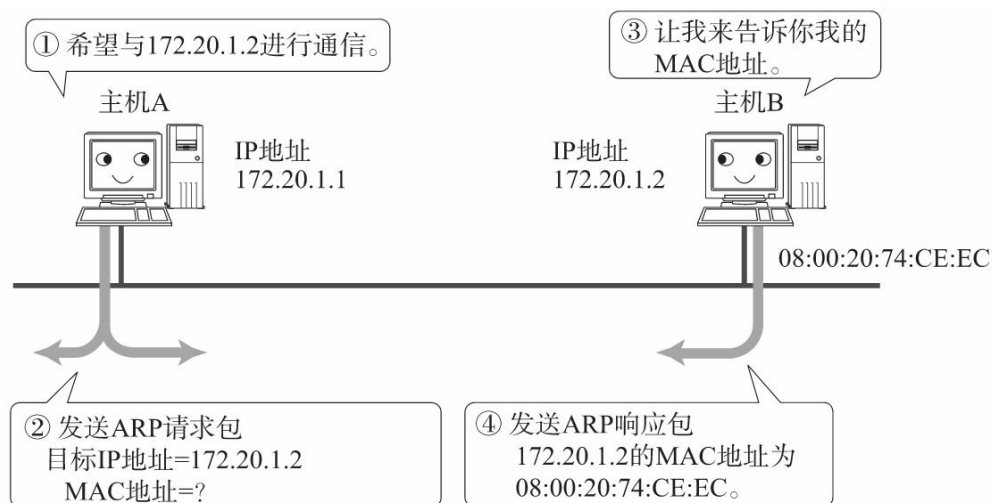 ① 希望与172.20.1.2进行通信。
③ 让我来告诉你我的
MAC地址。
主机A
主机B
IP地址
172.20.1.1
IP地址
172.20.1.2
08:00:20:74:CE:EC
② 发送ARP请求包
目标IP地址=172.20.1.2
MAC地址=?
④ 发送ARP响应包
172.20.1.2的MAC地址为
08:00:20:74:CE:EC。